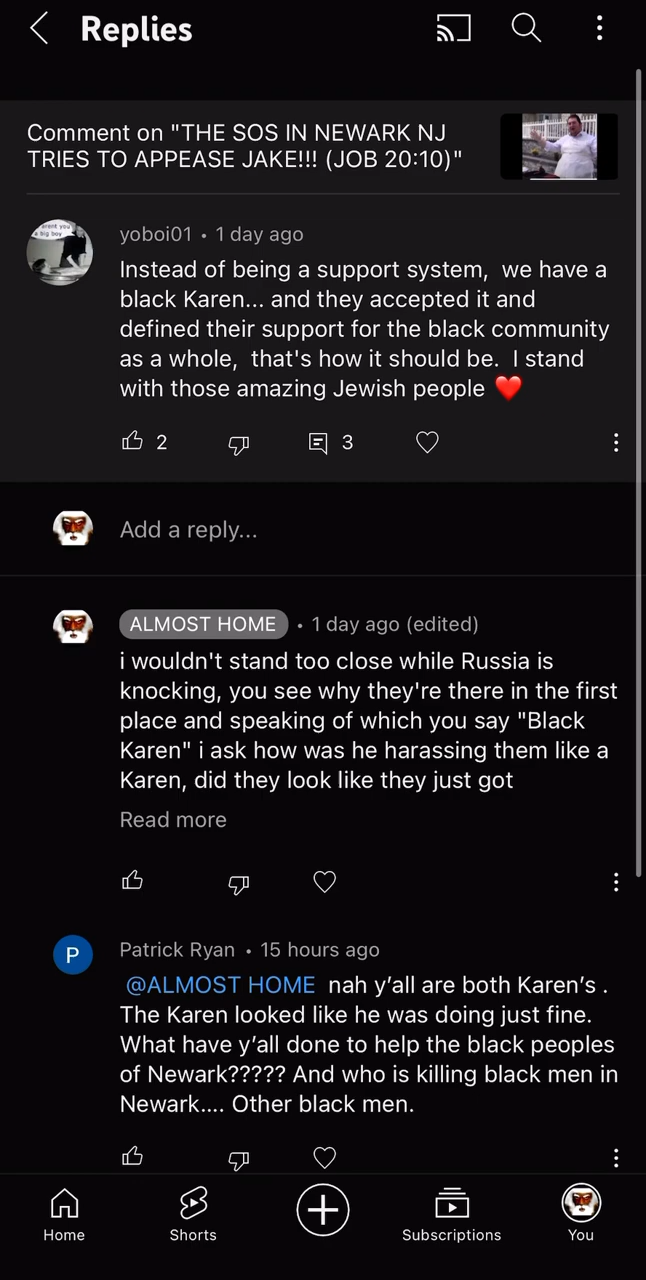 Replies
Comment on "THE SOS IN NEWARK NJ
TRIES TO APPEASE JAKE!!! (JOB 20:10)"
arent you
a big boy
yoboi01 • 1 day ago
Instead of being a support system,  we have a
black Karen... and they accepted it and
defined their support for the black community
as a whole,  that's how it should be.  I stand
with those amazing Jewish people ❤️
2
3
Add a reply...
ALMOST HOME • 1 day ago (edited)
i wouldn't stand too close while Russia is
knocking, you see why they're there in the first
place and speaking of which you say "Black
Karen" i ask how was he harassing them like a
Karen, did they look like they just got
Read more
P
Patrick Ryan • 15 hours ago
@ALMOST HOME  nah y’all are both Karen’s .
The Karen looked like he was doing just fine.
What have y’all done to help the black peoples
of Newark????? And who is killing black men in
Newark.... Other black men.
Home
Shorts
Subscriptions
You